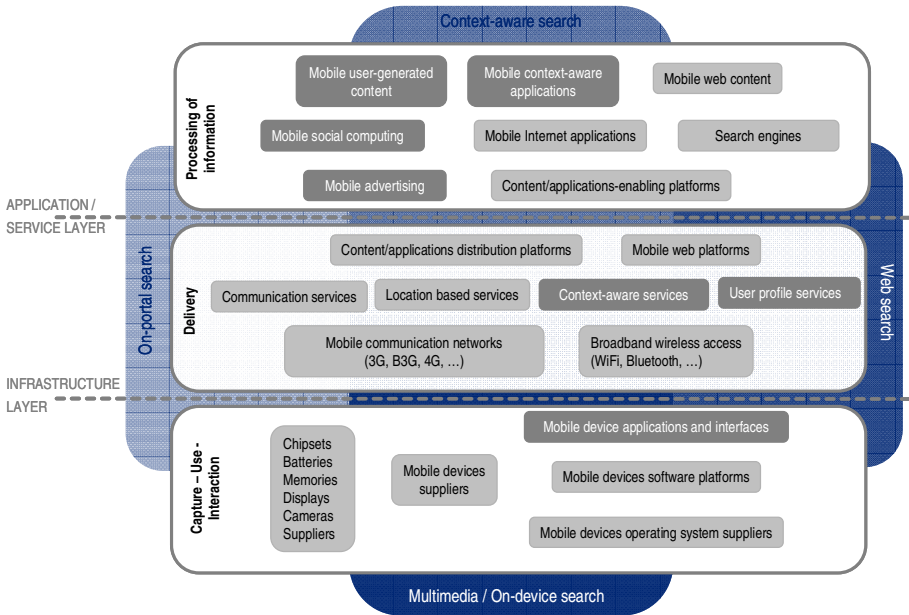 Context-aware search
Processing of
information
Mobile user-generated
content
Mobile context-aware
applications
Mobile web content
Mobile social computing
Mobile Internet applications
Search engines
Mobile advertising
Content/applications-enabling platforms
APPLICATION /
SERVICE LAYER
On-portal search
Web search
Delivery
Content/applications distribution platforms
Mobile web platforms
Communication services
Location based services
Context-aware services
User profile services
Mobile communication networks
(3G, B3G, 4G, …)
Broadband wireless access
(WiFi, Bluetooth, …)
INFRASTRUCTURE
LAYER
Capture – Use -
Interaction
Chipsets
Batteries
Memories
Displays
Cameras
Suppliers
Mobile devices
suppliers
Mobile device applications and interfaces
Mobile devices software platforms
Mobile devices operating system suppliers
Multimedia / On-device search